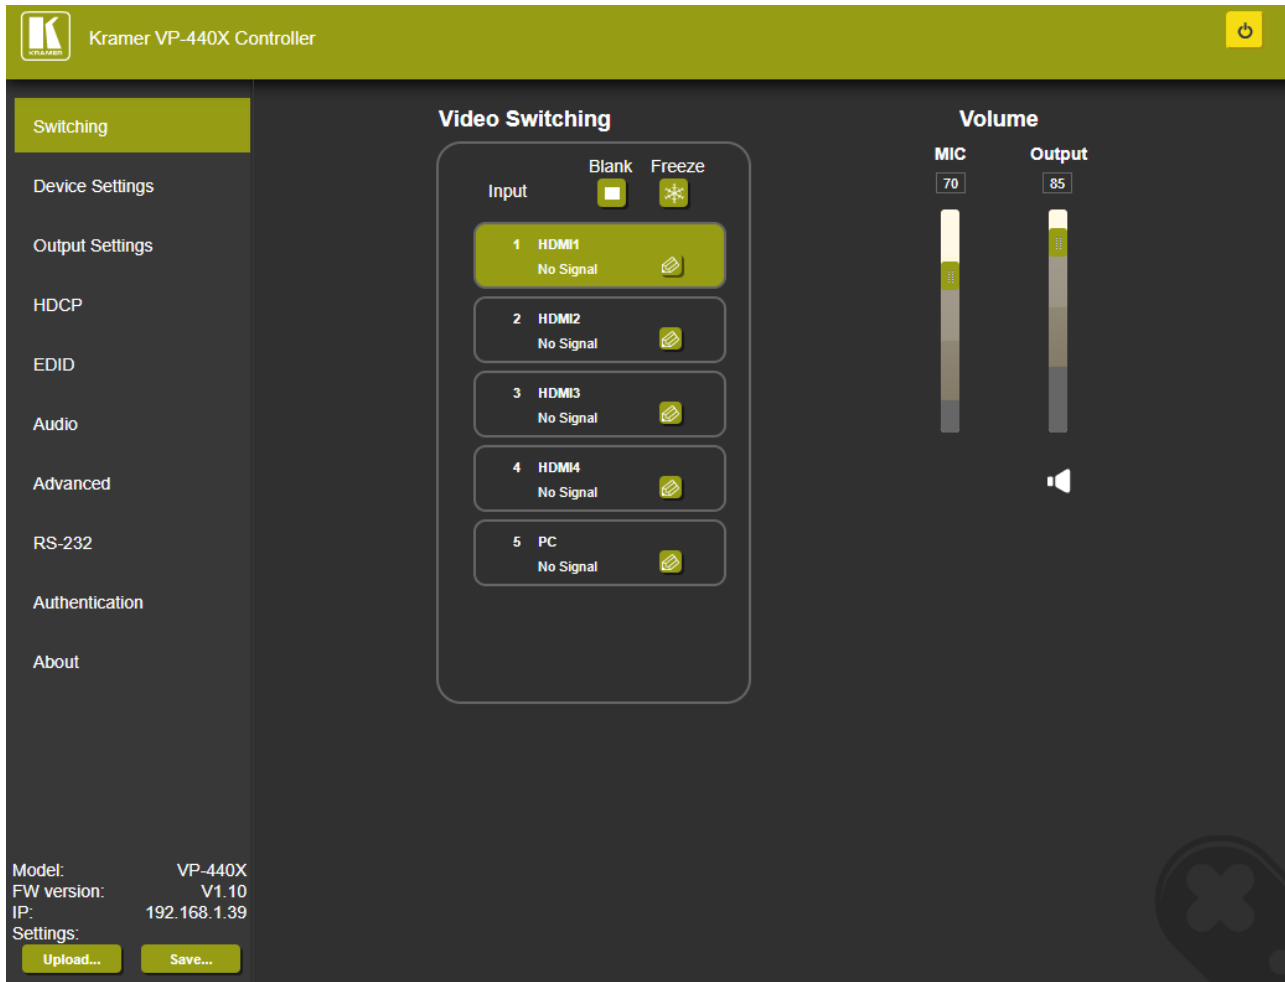 KRAMER
Kramer VP-440X Controller
Switching
Device Settings
Output Settings
HDCP
EDID
Audio
Advanced
RS-232
Authentication
About
Model: VP-440X
FW version: V1.10
IP: 192.168.1.39
Settings:
Upload... Save...
Video Switching
Blank Freeze
Input
1 HDMI1
No Signal
2 HDMI2
No Signal
3 HDMI3
No Signal
4 HDMI4
No Signal
5 PC
No Signal
Volume
MIC Output
70 85